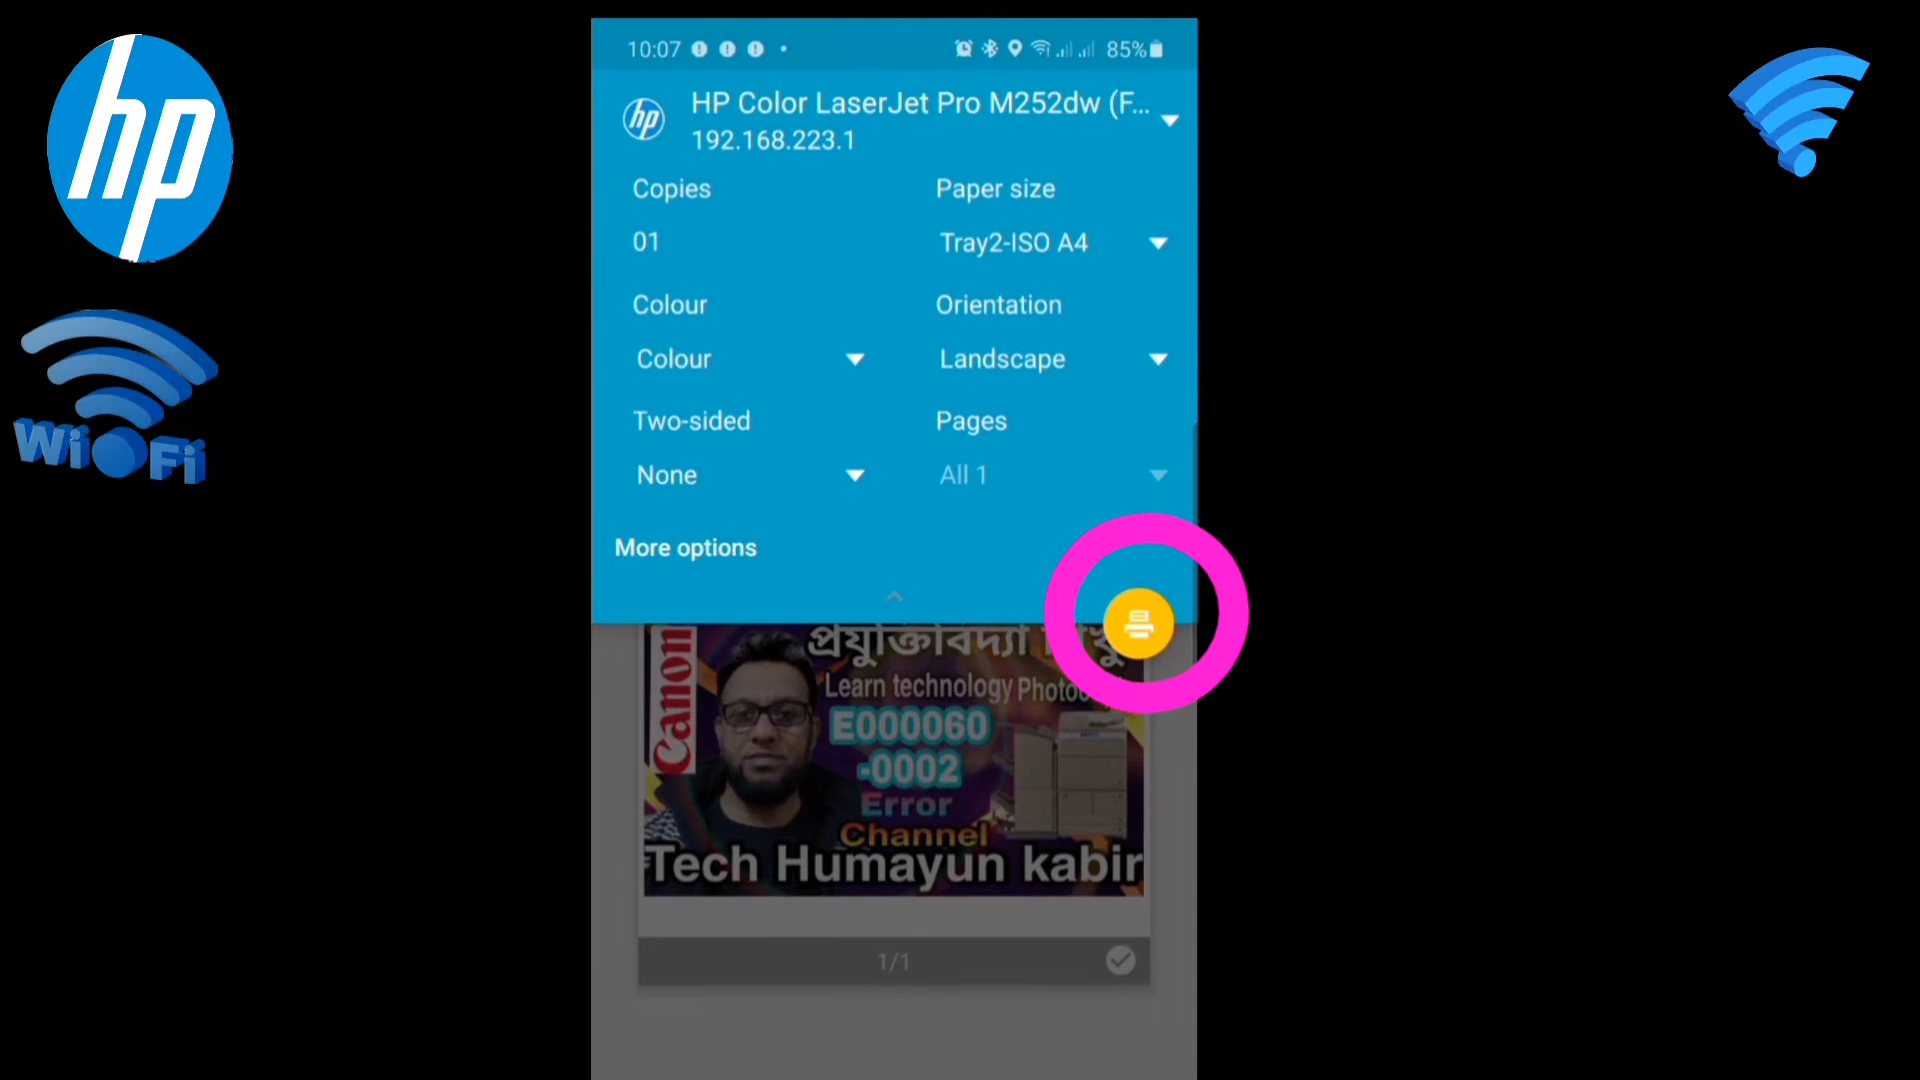 hp
WiFi
10:07
85%
hp
HP Color LaserJet Pro M252dw (F...
192.168.223.1
Copies
Paper size
01
Tray2-ISO A4
Colour
Orientation
Colour
Landscape
Two-sided
Pages
None
All 1
More options
প্রযুক্তিবিদ্যা
Canon
Learn technology
E000060
-0002
Error
Channel
Tech Humayun kabir
1/1